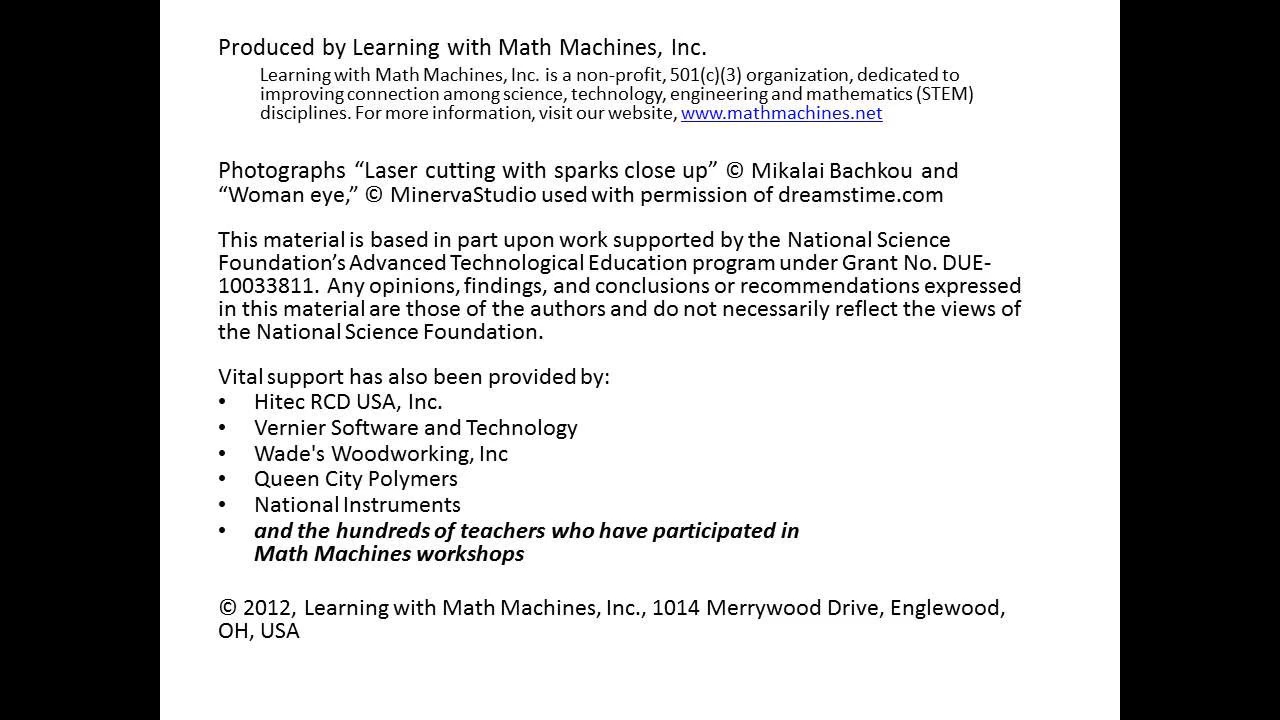 Produced by Learning with Math Machines, Inc.
Learning with Math Machines, Inc. is a non-profit, 501(c)(3) organization, dedicated to
improving connection among science, technology, engineering and mathematics (STEM)
disciplines. For more information, visit our website, www.mathmachines.net
Photographs “Laser cutting with sparks close up” © Mikalai Bachkou and
“Woman eye,” © MinervaStudio used with permission of dreamstime.com
This material is based in part upon work supported by the National Science
Foundation’s Advanced Technological Education program under Grant No. DUE-
10033811. Any opinions, findings, and conclusions or recommendations expressed
in this material are those of the authors and do not necessarily reflect the views of
the National Science Foundation.
Vital support has also been provided by:
• Hitec RCD USA, Inc.
• Vernier Software and Technology
• Wade's Woodworking, Inc
• Queen City Polymers
• National Instruments
• and the hundreds of teachers who have participated in
Math Machines workshops
© 2012, Learning with Math Machines, Inc., 1014 Merrywood Drive, Englewood,
OH, USA